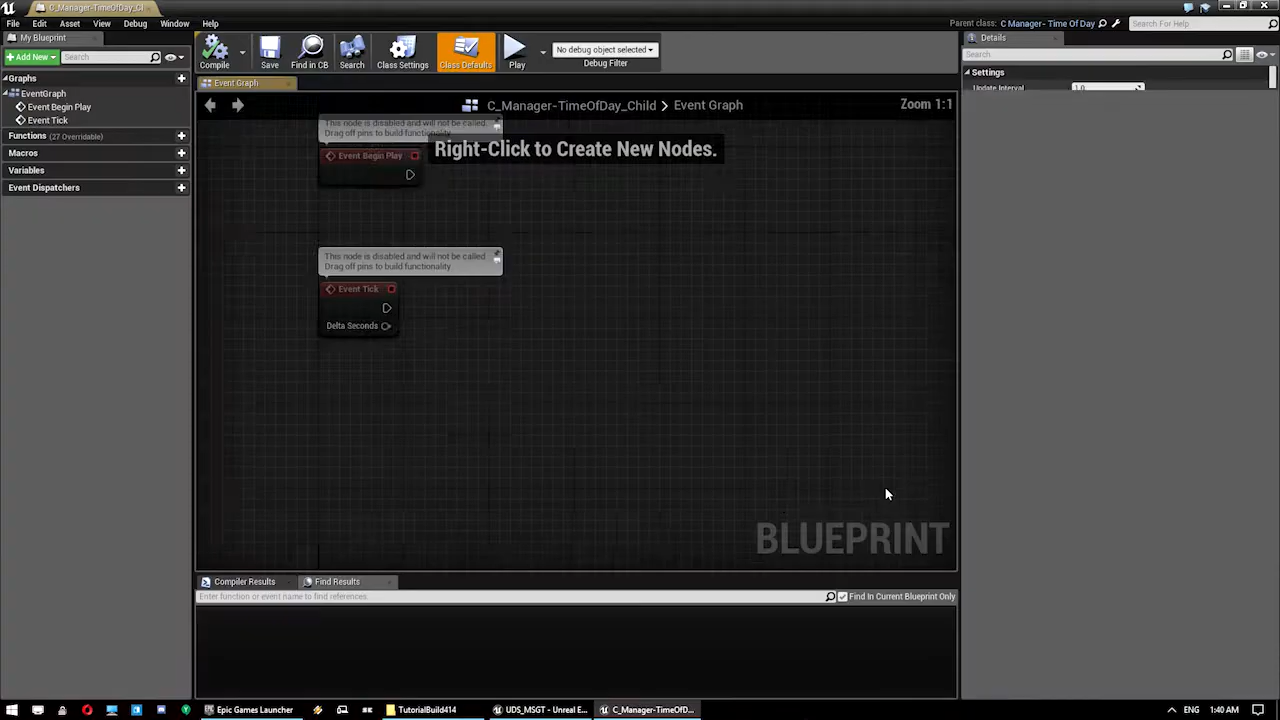 C_Manager-TimeOfDay_Cl
File Edit Asset View Debug Window Help
Parent class: C Manager- Time Of Day
Search For Help
My Blueprint
Add New
Search
Graphs
EventGraph
Event Begin Play
Event Tick
Functions (27 Overridable)
Macros
Variables
Event Dispatchers
Compile
Save
Find in CB
Search
Class Settings
Class Defaults
Play
No debug object selected
Debug Filter
Event Graph
C_Manager-TimeOfDay_Child > Event Graph
Zoom 1:1
This node is disabled and will not be called.
Drag off pins to build functionality
Right-Click to Create New Nodes.
Event Begin Play
This node is disabled and will not be called.
Drag off pins to build functionality
Event Tick
Delta Seconds
BLUEPRINT
Compiler Results
Find Results
Enter function or event name to find references.
Find In Current Blueprint Only
Details
Search
Settings
Update Interval
1.0
Epic Games Launcher
TutorialBuild414
UDS_MSGT - Unreal E...
C_Manager-TimeOfD...
ENG
1:40 AM